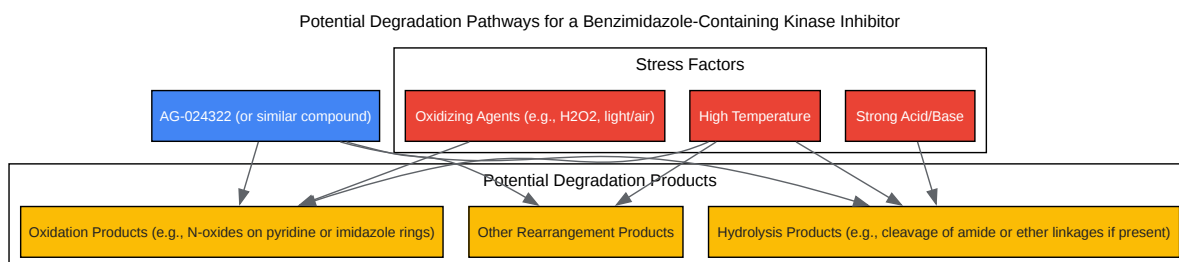 Potential Degradation Pathways for a Benzimidazole-Containing Kinase Inhibitor
Stress Factors
AG-024322 (or similar compound)
Oxidizing Agents (e.g., H2O2, light/air)
High Temperature
Strong Acid/Base
Potential Degradation Products
Oxidation Products (e.g., N-oxides on pyridine or imidazole rings)
Other Rearrangement Products
Hydrolysis Products (e.g., cleavage of amide or ether linkages if present)